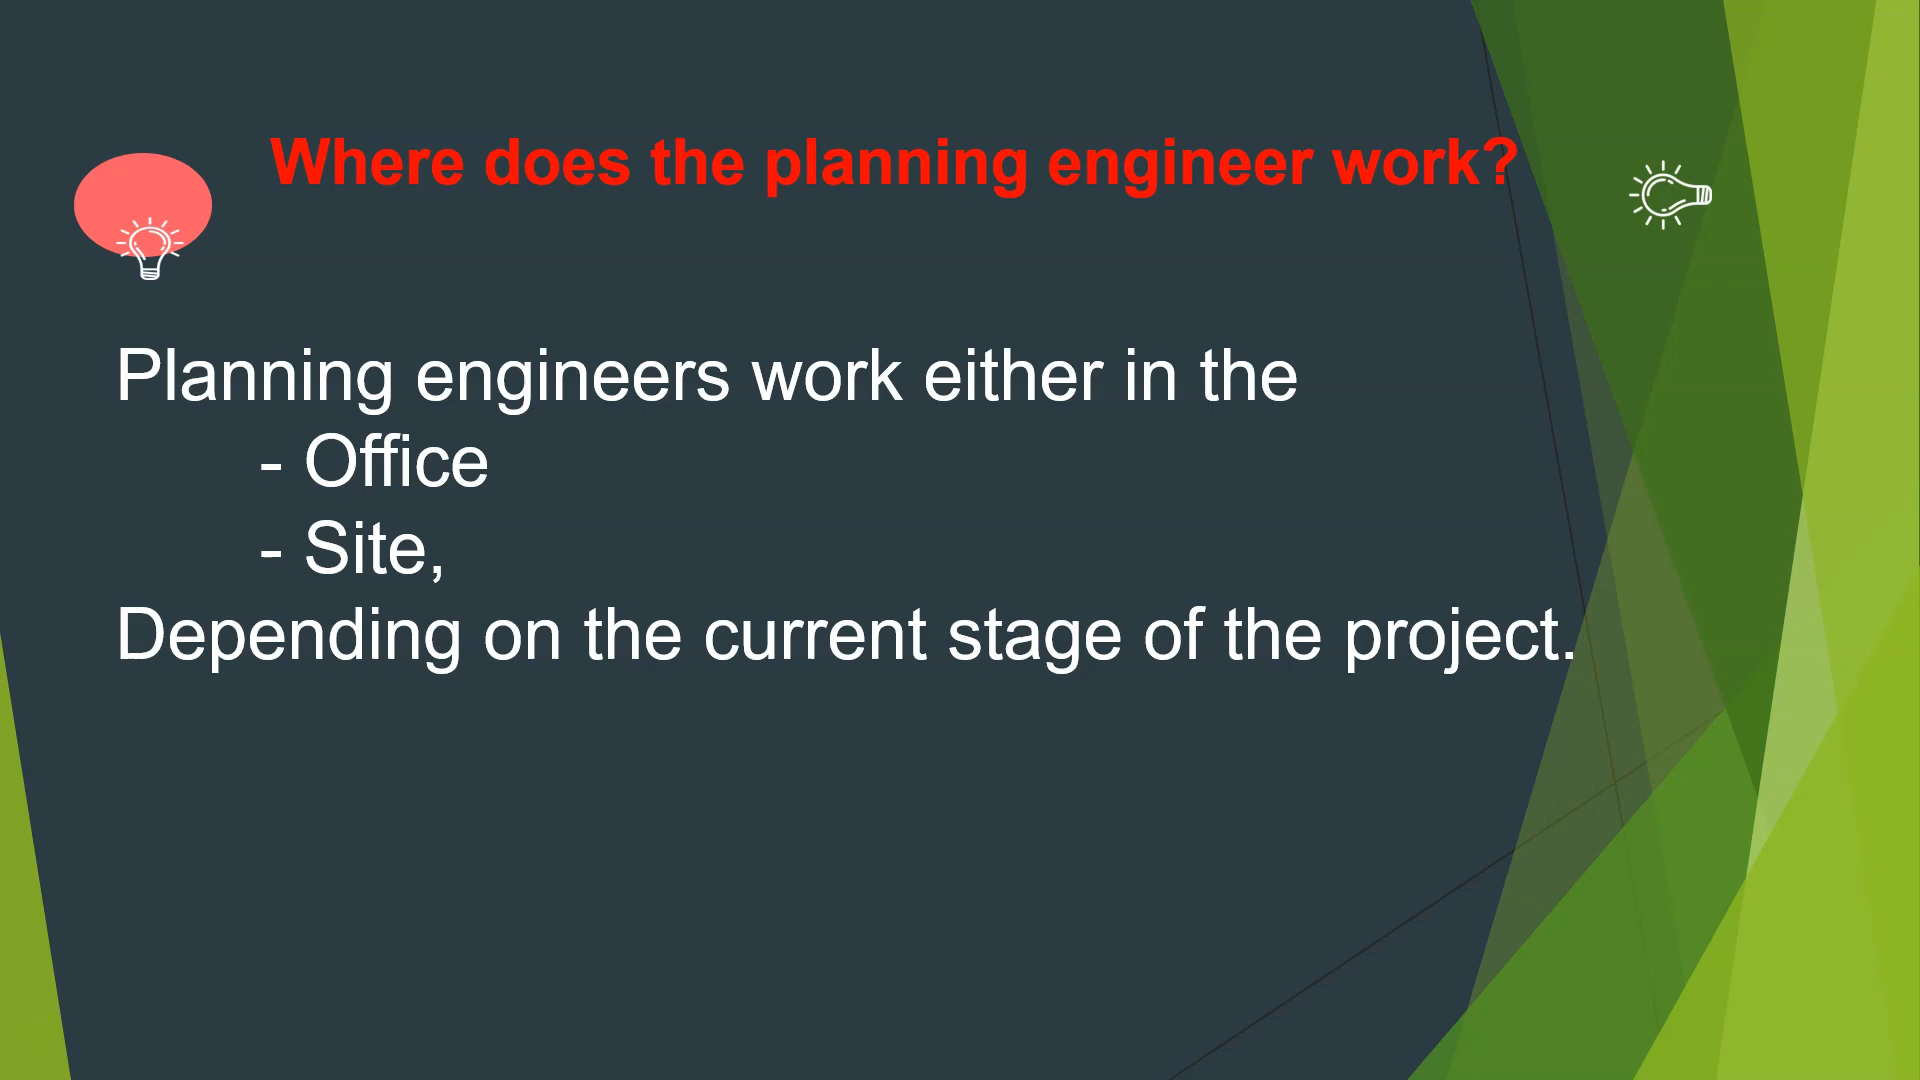 Where does the planning engineer work?
Planning engineers work either in the
- Office
- Site,
Depending on the current stage of the project.